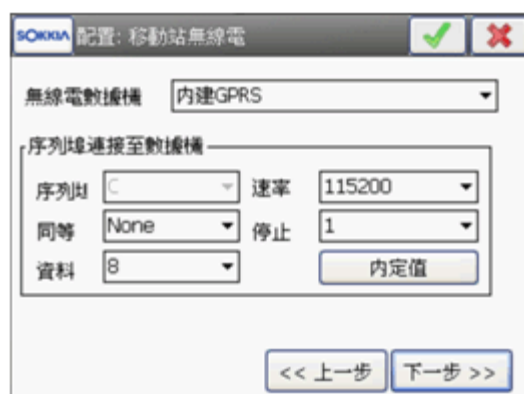 SOKKIA 配置: 移動站無線電
無線電數據機 內建GPRS
序列埠連接至數據機
序列 C 速率 115200
同等 None 停止 1
資料 8 內定值
<< 上一步 下一步 >>